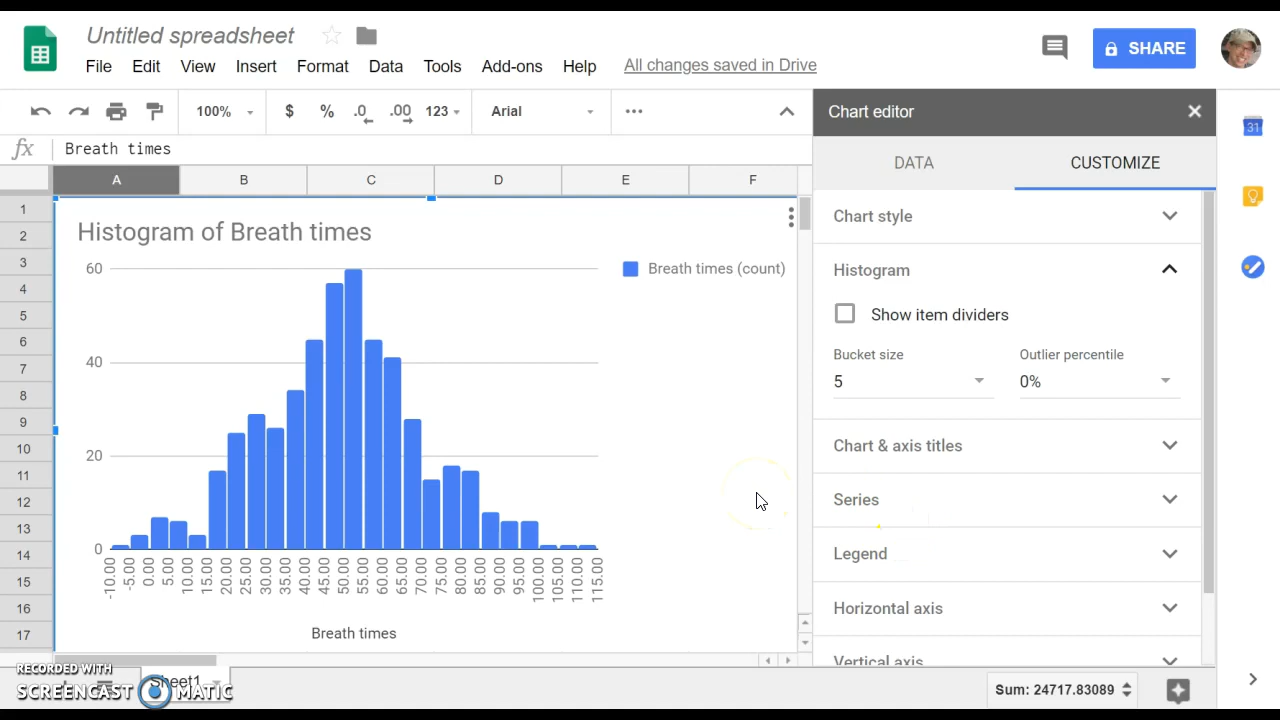 Untitled spreadsheet
File Edit View Insert Format Data Tools Add-ons Help All changes saved in Drive
SHARE
100% $ % .0 .00 123 Arial
fx Breath times
A B C D E F
1
2
3
4
5
6
7
8
9
10
11
12
13
14
15
16
17
Histogram of Breath times
60
40
20
0
Breath times (count)
-10.00 -5.00 0.00 5.00 10.00 15.00 20.00 25.00 30.00 35.00 40.00 45.00 50.00 55.00 60.00 65.00 70.00 75.00 80.00 85.00 90.00 95.00 100.00 105.00 110.00 115.00
Breath times
Chart editor
DATA CUSTOMIZE
Chart style
Histogram
Show item dividers
Bucket size Outlier percentile
5 0%
Chart & axis titles
Series
Legend
Horizontal axis
Vertical axis
31
Sheet1
Sum: 24717.83089
RECORDED WITH
SCREENCAST MATIC